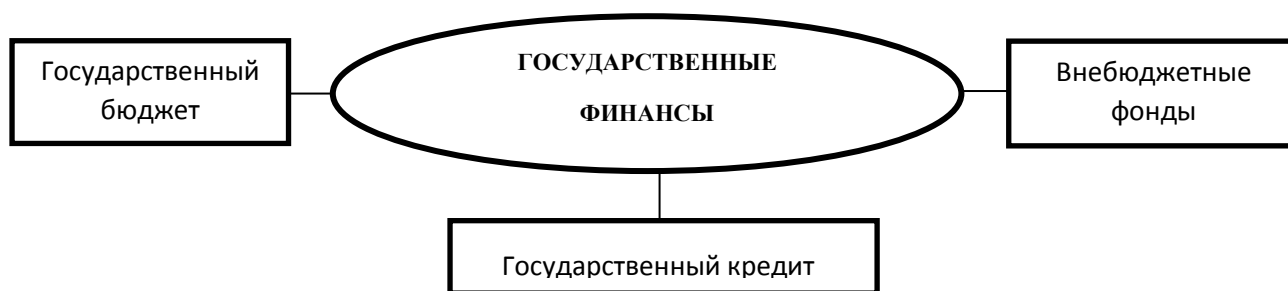 Государственный
бюджет
ГОСУДАРСТВЕННЫЕ
ФИНАНСЫ
Внебюджетные
фонды
Государственный кредит